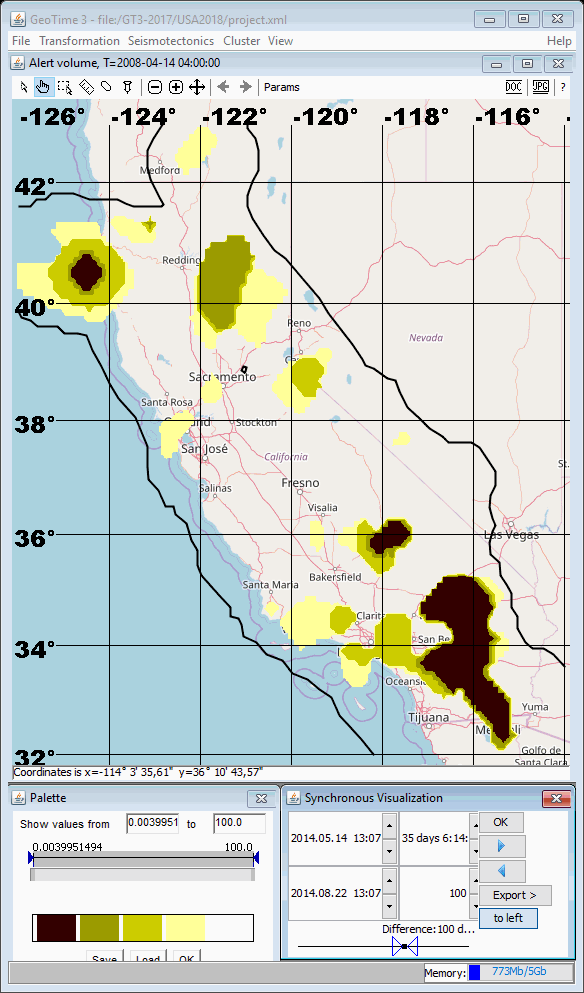 GeoTime 3 - file:/GT3-2017/USA2018/project.xml
File Transformation Seismotectonics Cluster View Help
Alert volume, T=2008-04-14 04:00:00
Params DOC JPG ?
-126° -124° -122° -120° -118° -116°
Medford
42°
Redding
40°
Reno
Nevada
Sacramento
Santa Rosa
38°
Stockton
San José
St.
California
Salinas
Fresno
Visalia
36°
Las Vegas
Bakersfield
Santa Maria
Clarit
San Be
34°
Oceansi
Yuma
Tijuana
Golfo de
Santa Clara
32°
Coordinates is x=-114° 3' 35,61" y=36° 10' 43,57"
Palette
Show values from 0.0039951 to 100.0
0.0039951494 100.0
Save Load OK
Synchronous Visualization
2014.05.14 13:07 35 days 6:14: OK
2014.08.22 13:07 100
Export >
to left
Difference:100 d...
Memory: 773Mb/5Gb